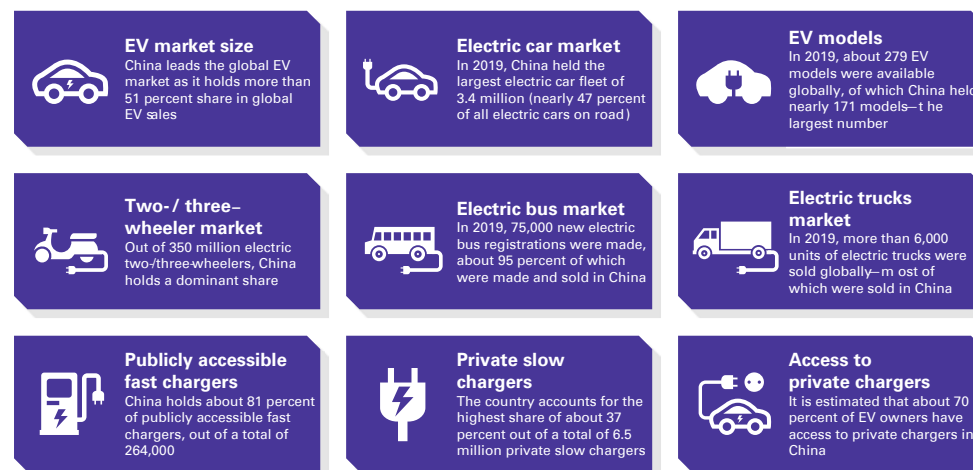 EV market size
China leads the global EV
market as it holds more than
51 percent share in global
EV sales
Electric car market
In 2019, China held the
largest electric car fleet of
3.4 million (nearly 47 percent
of all electric cars on road)
EV models
In 2019, about 279 EV
models were available
globally, of which China held
nearly 171 models—t he
largest number
Two- / three–
wheeler market
Out of 350 million electric
two-/three-wheelers, China
holds a dominant share
Electric bus market
In 2019, 75,000 new electric
bus registrations were made,
about 95 percent of which
were made and sold in China
Electric trucks
market
In 2019, more than 6,000
units of electric trucks were
sold globally—m ost of
which were sold in China
Publicly accessible
fast chargers
China holds about 81 percent
of publicly accessible fast
chargers, out of a total of
264,000
Private slow
chargers
The country accounts for the
highest share of about 37
percent out of a total of 6.5
million private slow chargers
Access to
private chargers
It is estimated that about 70
percent of EV owners have
access to private chargers in
China